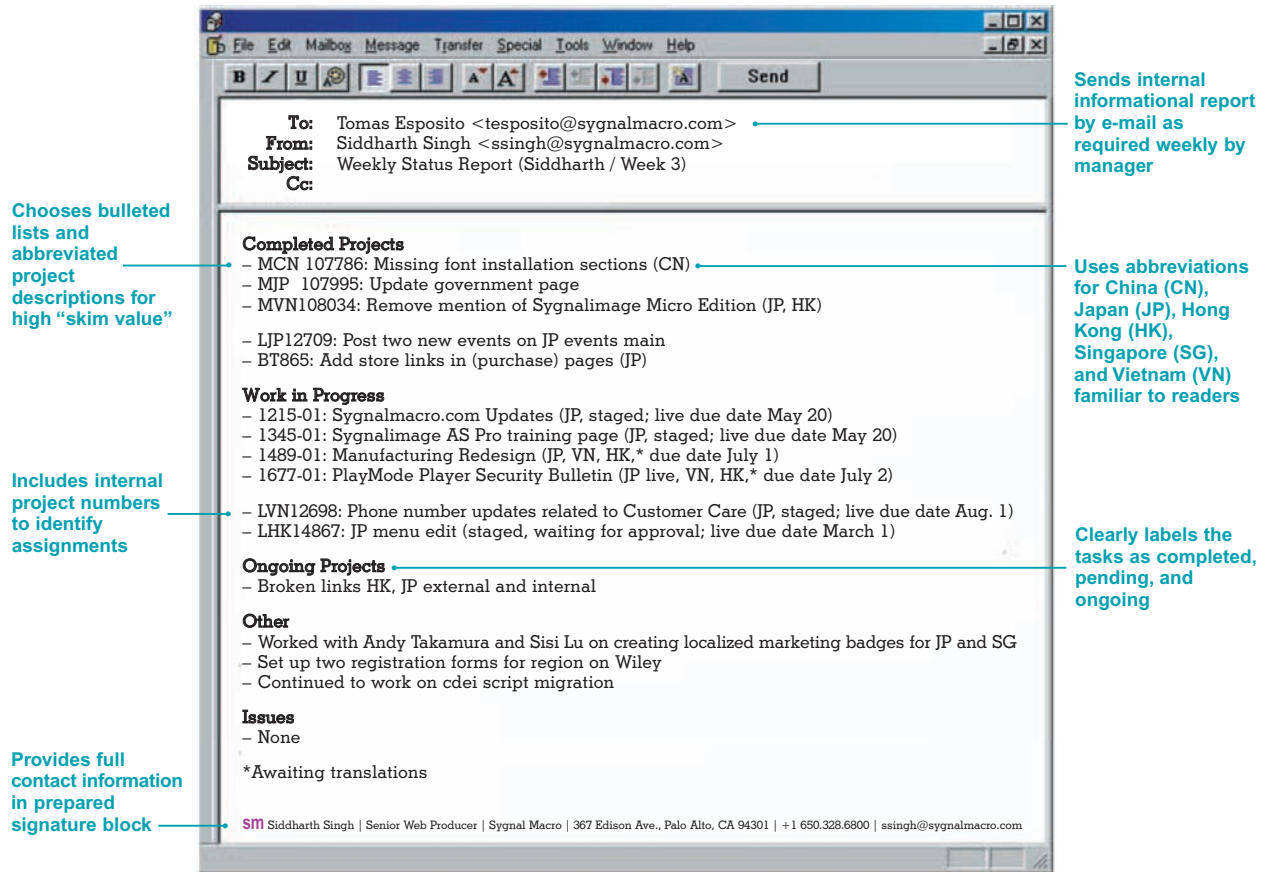 File Edit Mailbox Message Transfer Special Tools Window Help
B I U A A A Send
To: Tomas Esposito <tesposito@sygnalmacro.com>
From: Siddharth Singh <ssingh@sygnalmacro.com>
Subject: Weekly Status Report (Siddharth / Week 3)
Cc:
Sends internal
informational report
by e-mail as
required weekly by
manager
Chooses bulleted
lists and
abbreviated
project
descriptions for
high “skim value”
Completed Projects
– MCN 107786: Missing font installation sections (CN)
– MJP 107995: Update government page
– MVN108034: Remove mention of Sygnalimage Micro Edition (JP, HK)
– LJP12709: Post two new events on JP events main
– BT865: Add store links in (purchase) pages (JP)
Uses abbreviations
for China (CN),
Japan (JP), Hong
Kong (HK),
Singapore (SG),
and Vietnam (VN)
familiar to readers
Work in Progress
– 1215-01: Sygnalmacro.com Updates (JP, staged; live due date May 20)
– 1345-01: Sygnalimage AS Pro training page (JP, staged; live due date May 20)
– 1489-01: Manufacturing Redesign (JP, VN, HK,* due date July 1)
– 1677-01: PlayMode Player Security Bulletin (JP live, VN, HK,* due date July 2)
– LVN12698: Phone number updates related to Customer Care (JP, staged; live due date Aug. 1)
– LHK14867: JP menu edit (staged, waiting for approval; live due date March 1)
Includes internal
project numbers
to identify
assignments
Ongoing Projects
– Broken links HK, JP external and internal
Clearly labels the
tasks as completed,
pending, and
ongoing
Other
– Worked with Andy Takamura and Sisi Lu on creating localized marketing badges for JP and SG
– Set up two registration forms for region on Wiley
– Continued to work on cdei script migration
Issues
– None
*Awaiting translations
Provides full
contact information
in prepared
signature block
sm Siddharth Singh | Senior Web Producer | Sygnal Macro | 367 Edison Ave., Palo Alto, CA 94301 | +1 650.328.6800 | ssingh@sygnalmacro.com